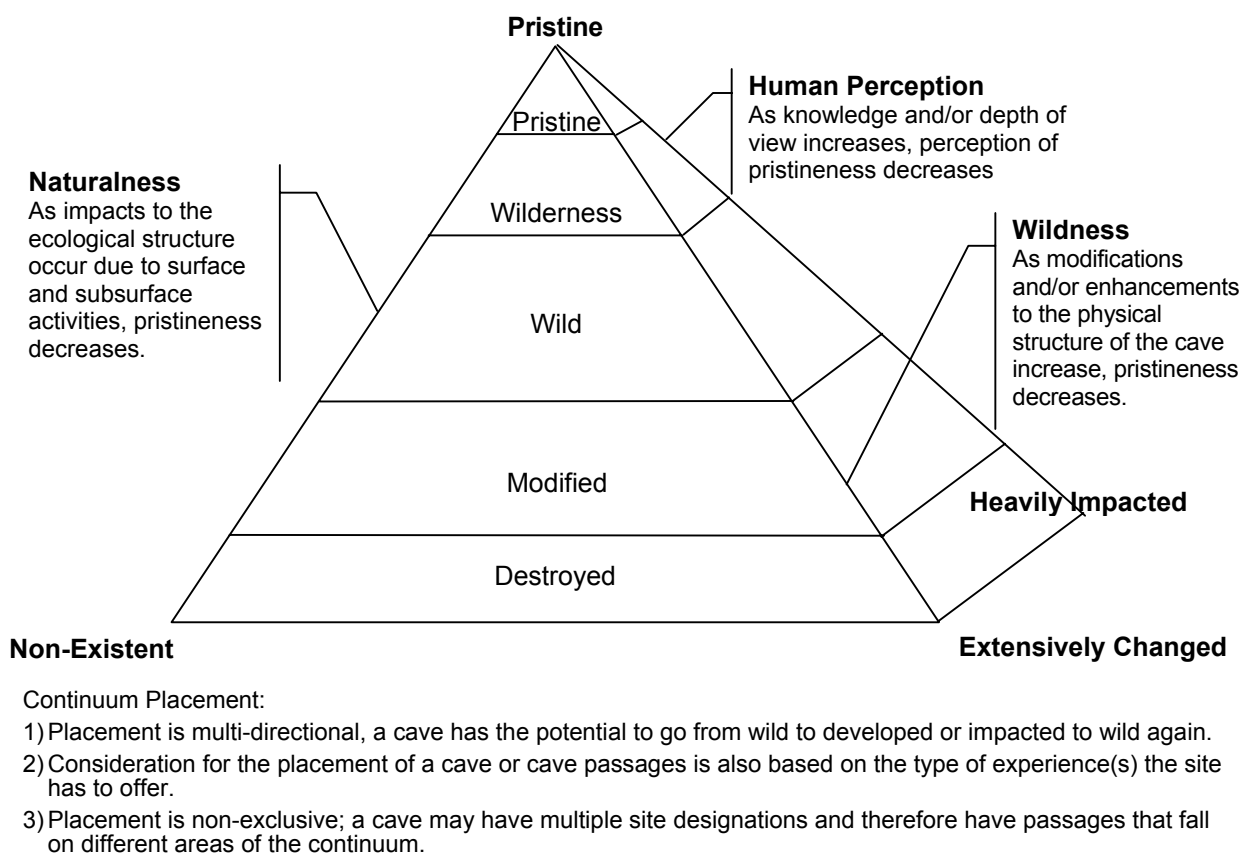 Pristine
Human Perception
As knowledge and/or depth of
view increases, perception of
pristineness decreases
Pristine
Naturalness
As impacts to the
ecological structure
occur due to surface
and subsurface
activities, pristineness
decreases.
Wilderness
Wildness
As modifications
and/or enhancements
to the physical
structure of the cave
increase, pristineness
decreases.
Wild
Modified
Heavily Impacted
Destroyed
Non-Existent
Extensively Changed
Continuum Placement:
1) Placement is multi-directional, a cave has the potential to go from wild to developed or impacted to wild again.
2) Consideration for the placement of a cave or cave passages is also based on the type of experience(s) the site
has to offer.
3) Placement is non-exclusive; a cave may have multiple site designations and therefore have passages that fall
on different areas of the continuum.